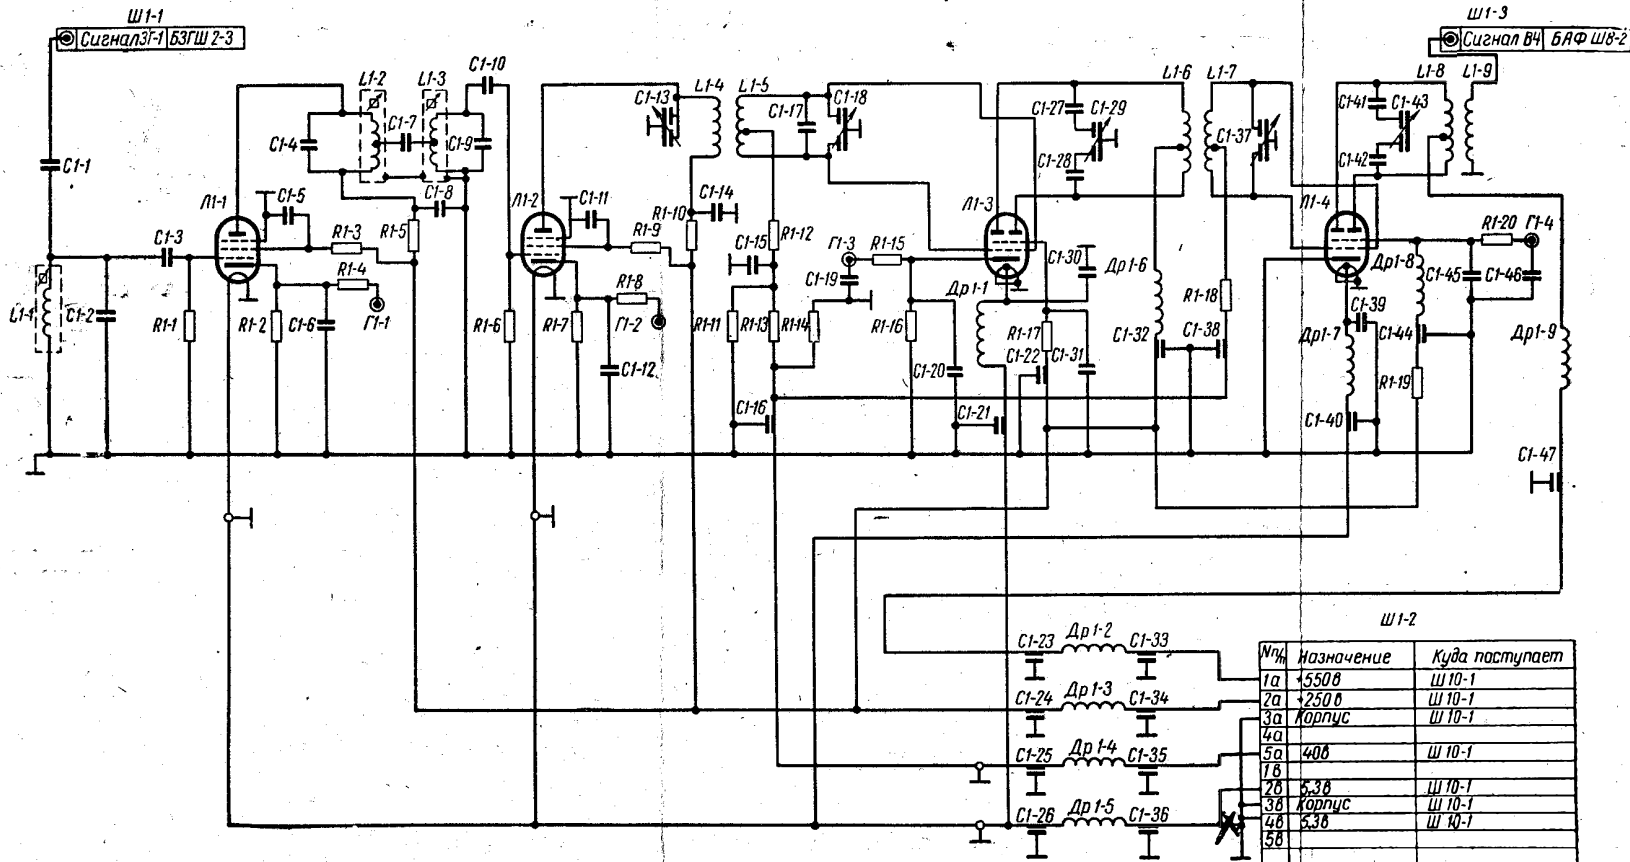 Ш1-1
Сигнал ЗГ-1 БЗГШ 2-3
Ш1-3
Сигнал ВЧ БАФ Ш8-2
C1-10
L1-2
L1-3
L1-4
L1-5
L1-6
L1-7
L1-8
L1-9
C1-13
C1-17
C1-18
C1-27
C1-29
C1-41
C1-43
C1-1
C1-4
C1-7
C1-9
C1-28
C1-37
C1-42
C1-5
C1-8
C1-11
C1-14
Л1-1
Л1-2
Л1-3
Л1-4
C1-3
R1-3
R1-5
R1-9
R1-10
R1-12
C1-15
Г1-3
R1-15
C1-30
Др1-6
Др1-8
R1-20
Г1-4
R1-4
R1-8
C1-19
Др1-1
R1-18
C1-45
C1-46
L1-1
C1-2
R1-1
R1-2
C1-6
Г1-1
R1-6
R1-7
Г1-2
R1-11
R1-13
R1-14
R1-16
R1-17
C1-32
C1-38
C1-39
Др1-7
C1-44
Др1-9
C1-12
C1-20
C1-22
C1-31
R1-19
C1-16
C1-21
C1-40
C1-47
Ш1-2
C1-23
Др1-2
C1-33
C1-24
Др1-3
C1-34
C1-25
Др1-4
C1-35
C1-26
Др1-5
C1-36
№ п/п Назначение Куда поступает
1а +550в Ш10-1
2а +250в Ш10-1
3а Корпус Ш10-1
4а
5а 40в Ш10-1
1в
2в 6,3в Ш10-1
3в Корпус Ш10-1
4в 6,3в Ш10-1
5в